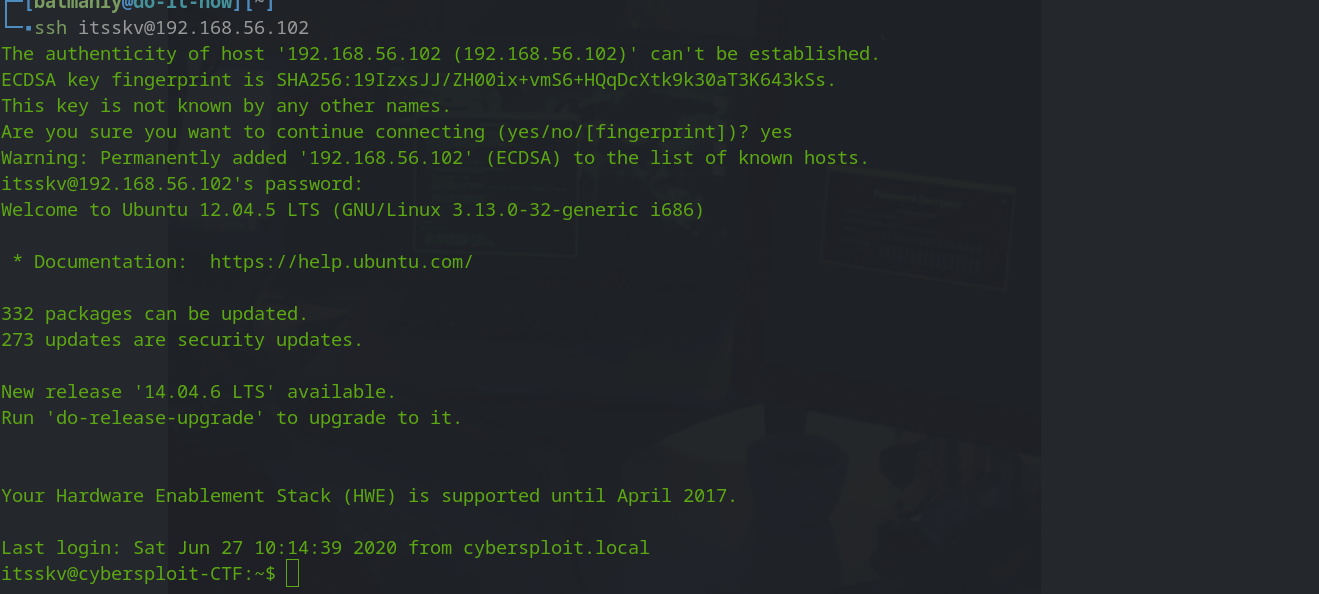 [batmanly@do-it-now][~]
ssh itsskv@192.168.56.102
The authenticity of host '192.168.56.102 (192.168.56.102)' can't be established.
ECDSA key fingerprint is SHA256:19IzxsJJ/ZH00ix+vmS6+HQqDcXtk9k30aT3K643kSs.
This key is not known by any other names.
Are you sure you want to continue connecting (yes/no/[fingerprint])? yes
Warning: Permanently added '192.168.56.102' (ECDSA) to the list of known hosts.
itsskv@192.168.56.102's password:
Welcome to Ubuntu 12.04.5 LTS (GNU/Linux 3.13.0-32-generic i686)
* Documentation:  https://help.ubuntu.com/
332 packages can be updated.
273 updates are security updates.
New release '14.04.6 LTS' available.
Run 'do-release-upgrade' to upgrade to it.
Your Hardware Enablement Stack (HWE) is supported until April 2017.
Last login: Sat Jun 27 10:14:39 2020 from cybersploit.local
itsskv@cybersploit-CTF:~$